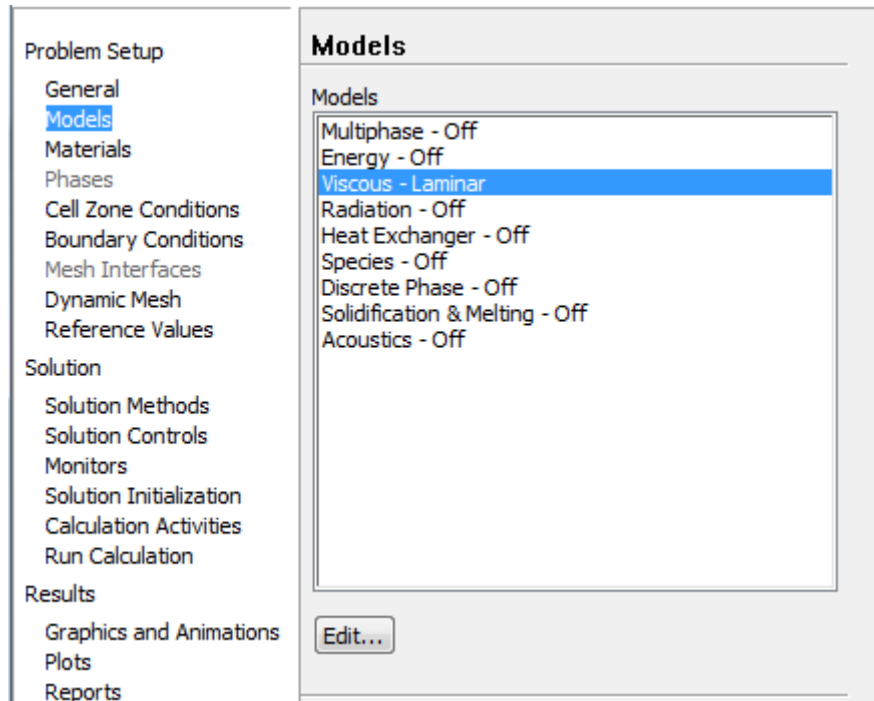 Problem Setup
General
Models
Materials
Phases
Cell Zone Conditions
Boundary Conditions
Mesh Interfaces
Dynamic Mesh
Reference Values
Solution
Solution Methods
Solution Controls
Monitors
Solution Initialization
Calculation Activities
Run Calculation
Results
Graphics and Animations
Plots
Reports
Models
Models
Multiphase - Off
Energy - Off
Viscous - Laminar
Radiation - Off
Heat Exchanger - Off
Species - Off
Discrete Phase - Off
Solidification & Melting - Off
Acoustics - Off
Edit...